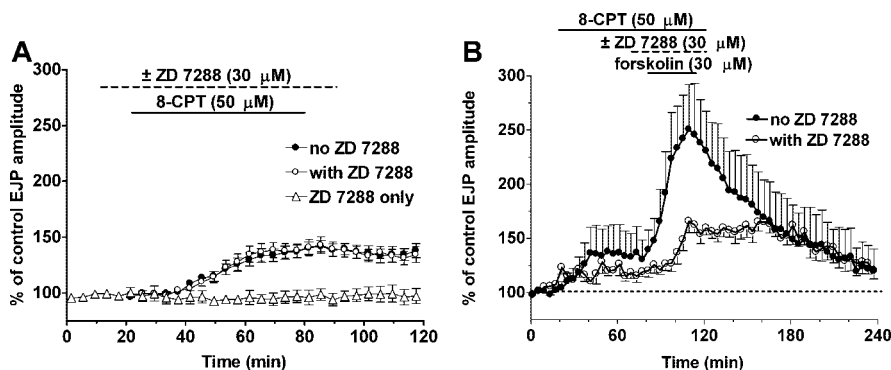 A
± ZD 7288 (30 μM)
8-CPT (50 μM)
no ZD 7288
with ZD 7288
ZD 7288 only
% of control EJP amplitude
300
250
200
150
100
0 20 40 60 80 100 120
Time (min)
B
8-CPT (50 μM)
± ZD 7288 (30 μM)
forskolin (30 μM)
no ZD 7288
with ZD 7288
% of control EJP amplitude
300
250
200
150
100
0 60 120 180 240
Time (min)